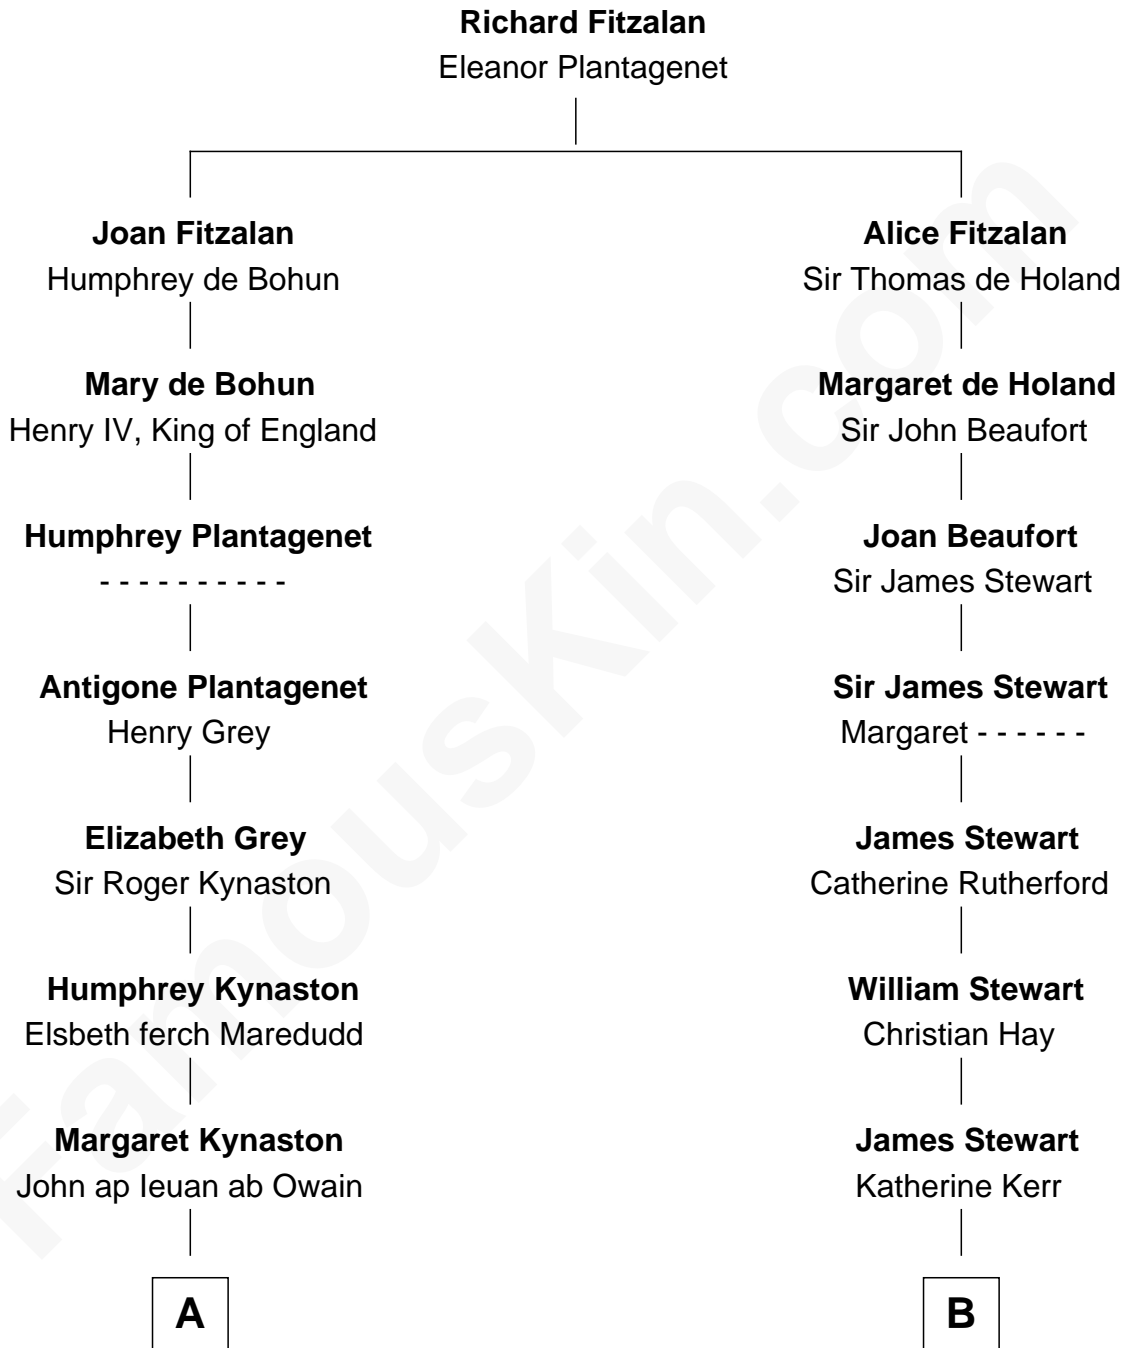 Richard Fitzalan
Eleanor Plantagenet
Joan Fitzalan
Humphrey de Bohun
Alice Fitzalan
Sir Thomas de Holand
Mary de Bohun
Henry IV, King of England
Margaret de Holand
Sir John Beaufort
Humphrey Plantagenet
- - - - - - - - - -
Joan Beaufort
Sir James Stewart
Antigone Plantagenet
Henry Grey
Sir James Stewart
Margaret - - - - - -
Elizabeth Grey
Sir Roger Kynaston
James Stewart
Catherine Rutherford
Humphrey Kynaston
Elsbeth ferch Maredudd
William Stewart
Christian Hay
Margaret Kynaston
John ap Ieuan ab Owain
James Stewart
Katherine Kerr
A
B
FamousKin.com